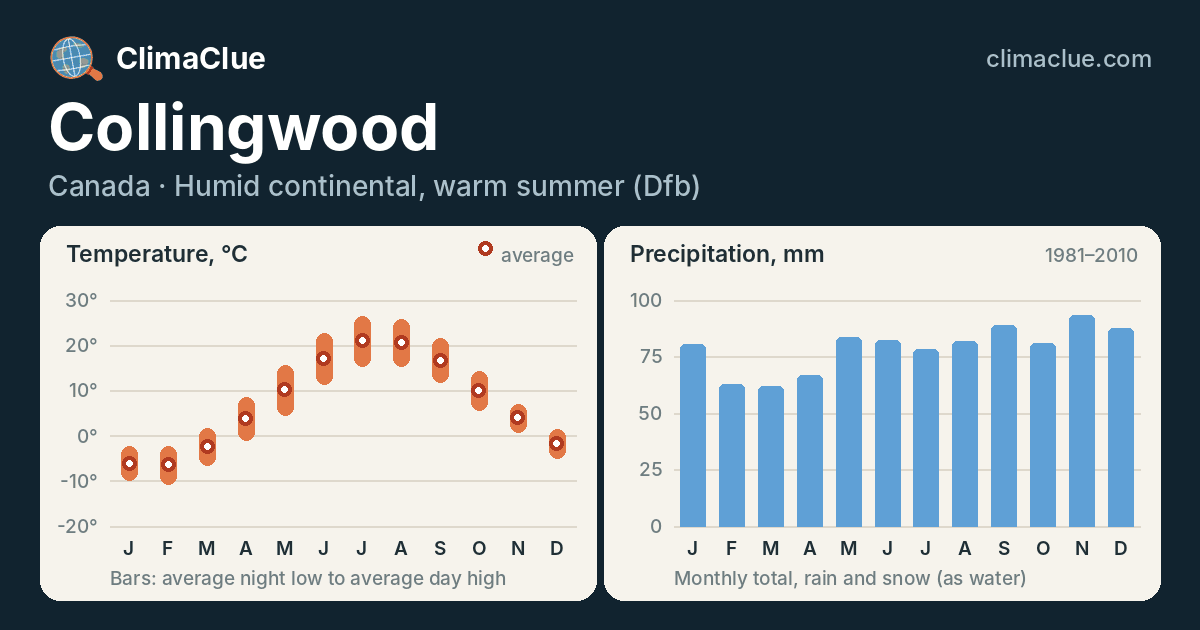 ClimaClue
climaclue.com
Collingwood
Canada · Humid continental, warm summer (Dfb)
Temperature, °C
average
30°
20°
10°
0°
-10°
-20°
J F M A M J J A S O N D
Bars: average night low to average day high
Precipitation, mm
1981–2010
100
75
50
25
0
J F M A M J J A S O N D
Monthly total, rain and snow (as water)